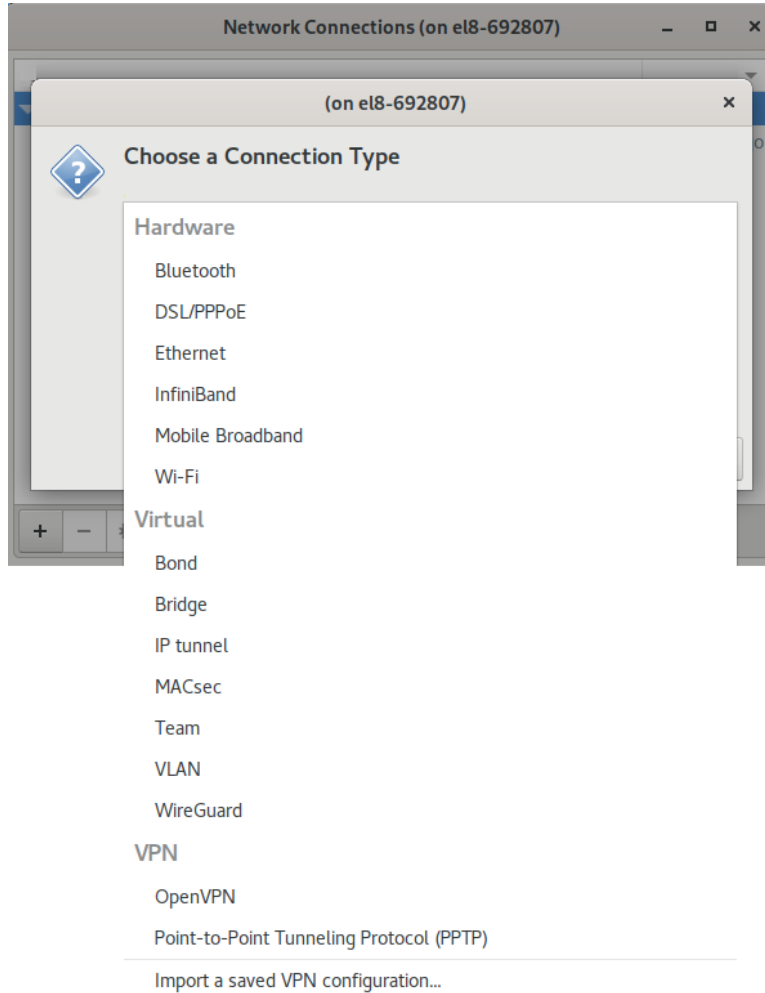 Network Connections (on el8-692807)
(on el8-692807)
Choose a Connection Type
Hardware
Bluetooth
DSL/PPPoE
Ethernet
InfiniBand
Mobile Broadband
Wi-Fi
Virtual
Bond
Bridge
IP tunnel
MACsec
Team
VLAN
WireGuard
VPN
OpenVPN
Point-to-Point Tunneling Protocol (PPTP)
Import a saved VPN configuration...